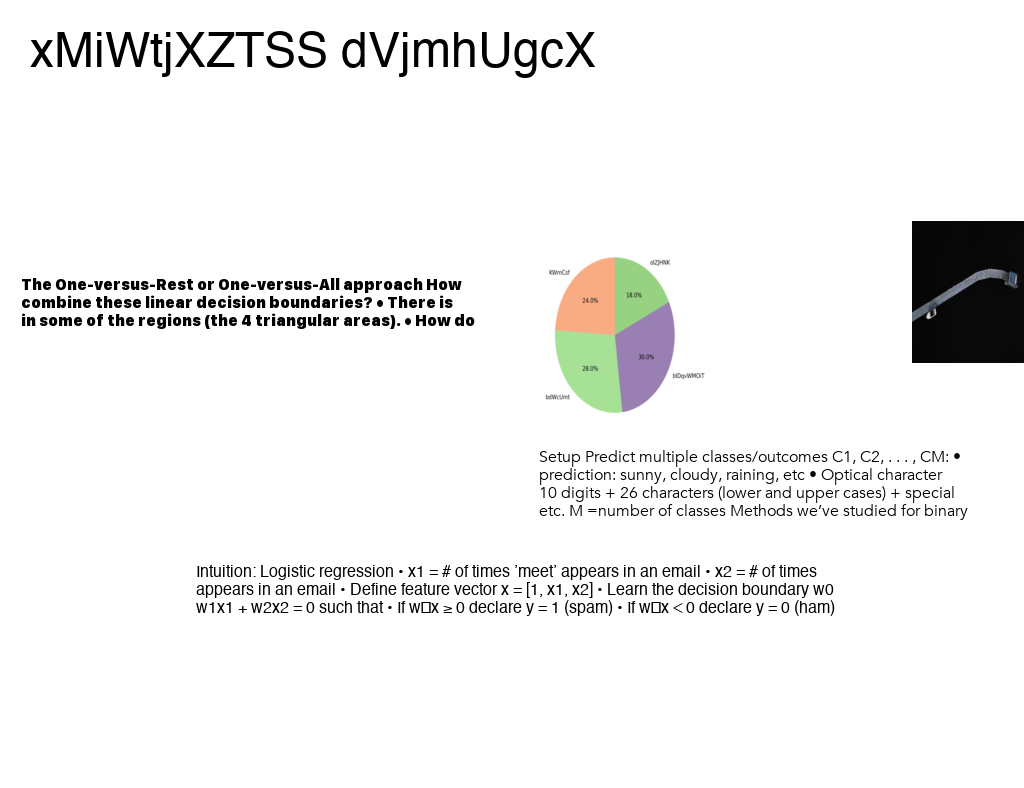 xMiWtjXZTSS dVjmhUgcX
The One-versus-Rest or One-versus-All approach How
combine these linear decision boundaries? • There is
in some of the regions (the 4 triangular areas). • How do
KWmCsf
olZJHNK
24.0%
18.0%
30.0%
28.0%
blDqvWMOiT
bdWcUmt
Setup Predict multiple classes/outcomes C1, C2, . . . , CM: •
prediction: sunny, cloudy, raining, etc • Optical character
10 digits + 26 characters (lower and upper cases) + special
etc. M =number of classes Methods we’ve studied for binary
Intuition: Logistic regression • x1 = # of times ’meet’ appears in an email • x2 = # of times
appears in an email • Define feature vector x = [1, x1, x2] • Learn the decision boundary w0
w1x1 + w2x2 = 0 such that • If w□x ≥ 0 declare y = 1 (spam) • If w□x < 0 declare y = 0 (ham)